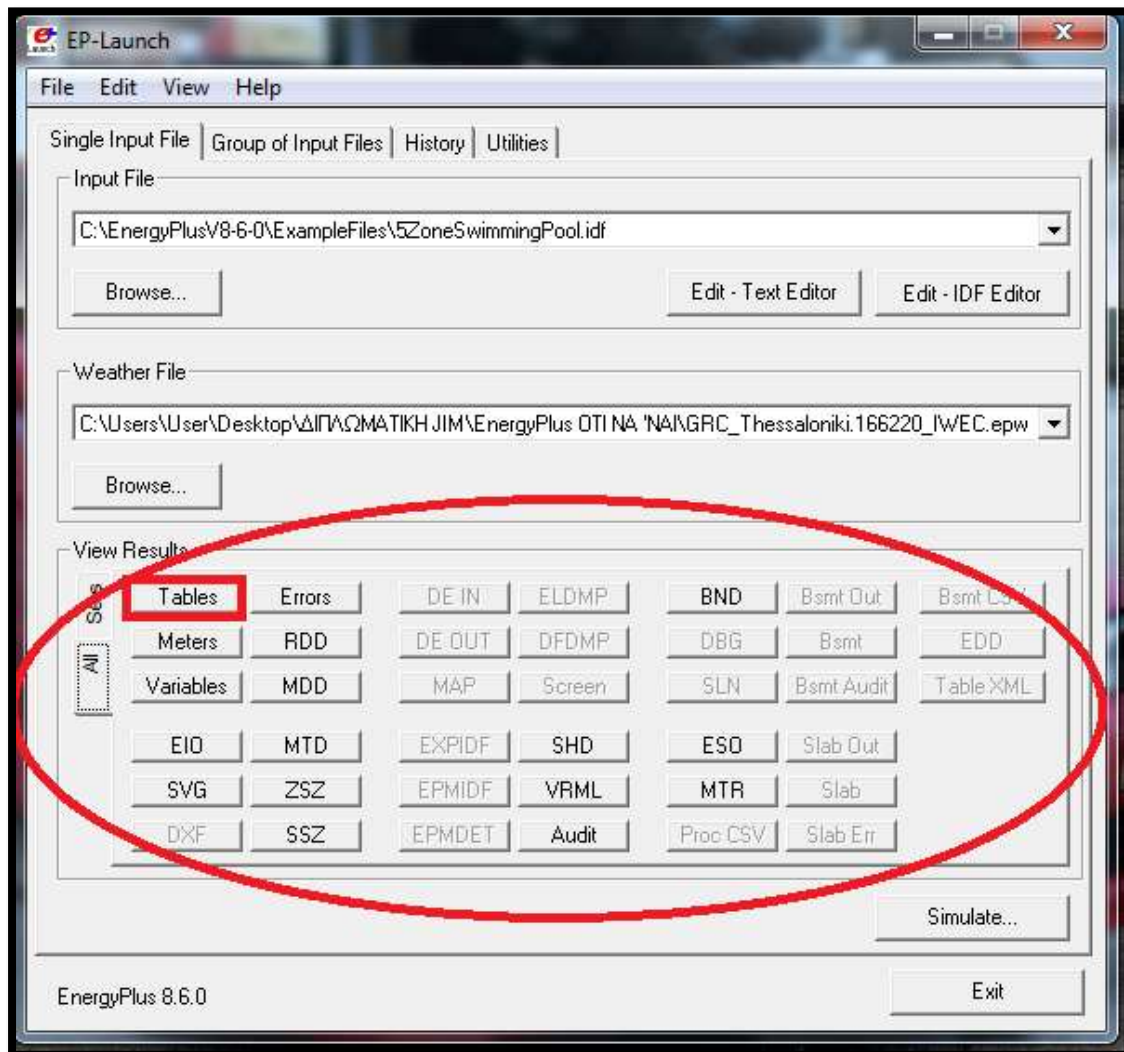 EP-Launch
File Edit View Help
Single Input File Group of Input Files History Utilities
Input File
C:\EnergyPlusV8-6-0\ExampleFiles\5ZoneSwimmingPool.idf
Browse... Edit - Text Editor Edit - IDF Editor
Weather File
C:\Users\User\Desktop\ΔΙΠΛΩΜΑΤΙΚΗ JIM\EnergyPlus ΟΤΙ ΝΑ 'ΝΑΙ\GRC_Thessaloniki.166220_IWEC.epw
Browse...
View Results
Sets
All
Tables Errors DE IN ELDMP BND Bsmt Out Bsmt CSV
Meters RDD DE OUT DFDMP DBG Bsmt EDD
Variables MDD MAP Screen SLN Bsmt Audit Table XML
EIO MTD EXPIDF SHD ESO Slab Out
SVG ZSZ EPMIDF VRML MTR Slab
DXF SSZ EPMDET Audit Proc CSV Slab Err
Simulate...
EnergyPlus 8.6.0 Exit